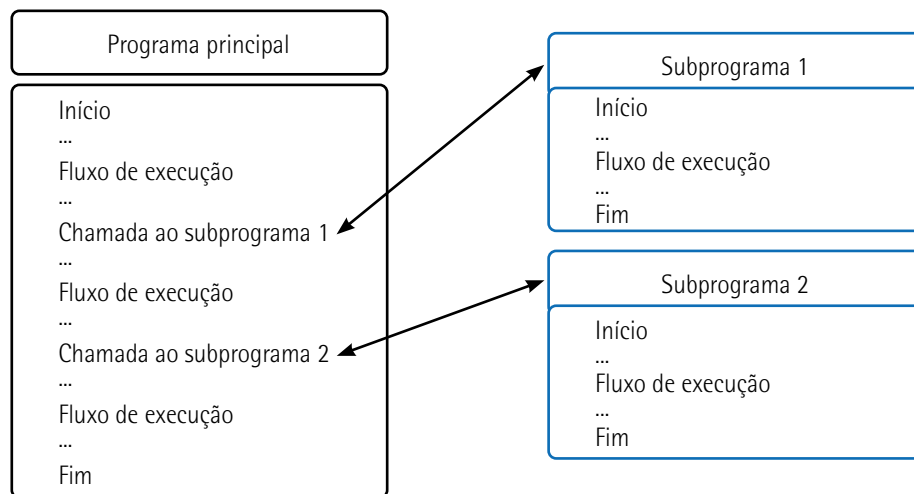 Programa principal
Início
...
Fluxo de execução
...
Chamada ao subprograma 1
...
Fluxo de execução
...
Chamada ao subprograma 2
...
Fluxo de execução
...
Fim
Subprograma 1
Início
...
Fluxo de execução
...
Fim
Subprograma 2
Início
...
Fluxo de execução
...
Fim